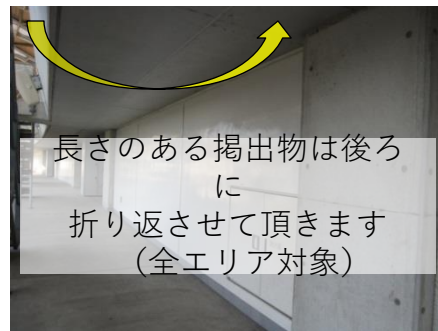 長さのある掲出物は後ろ
に
折り返させて頂きます
(全エリア対象)